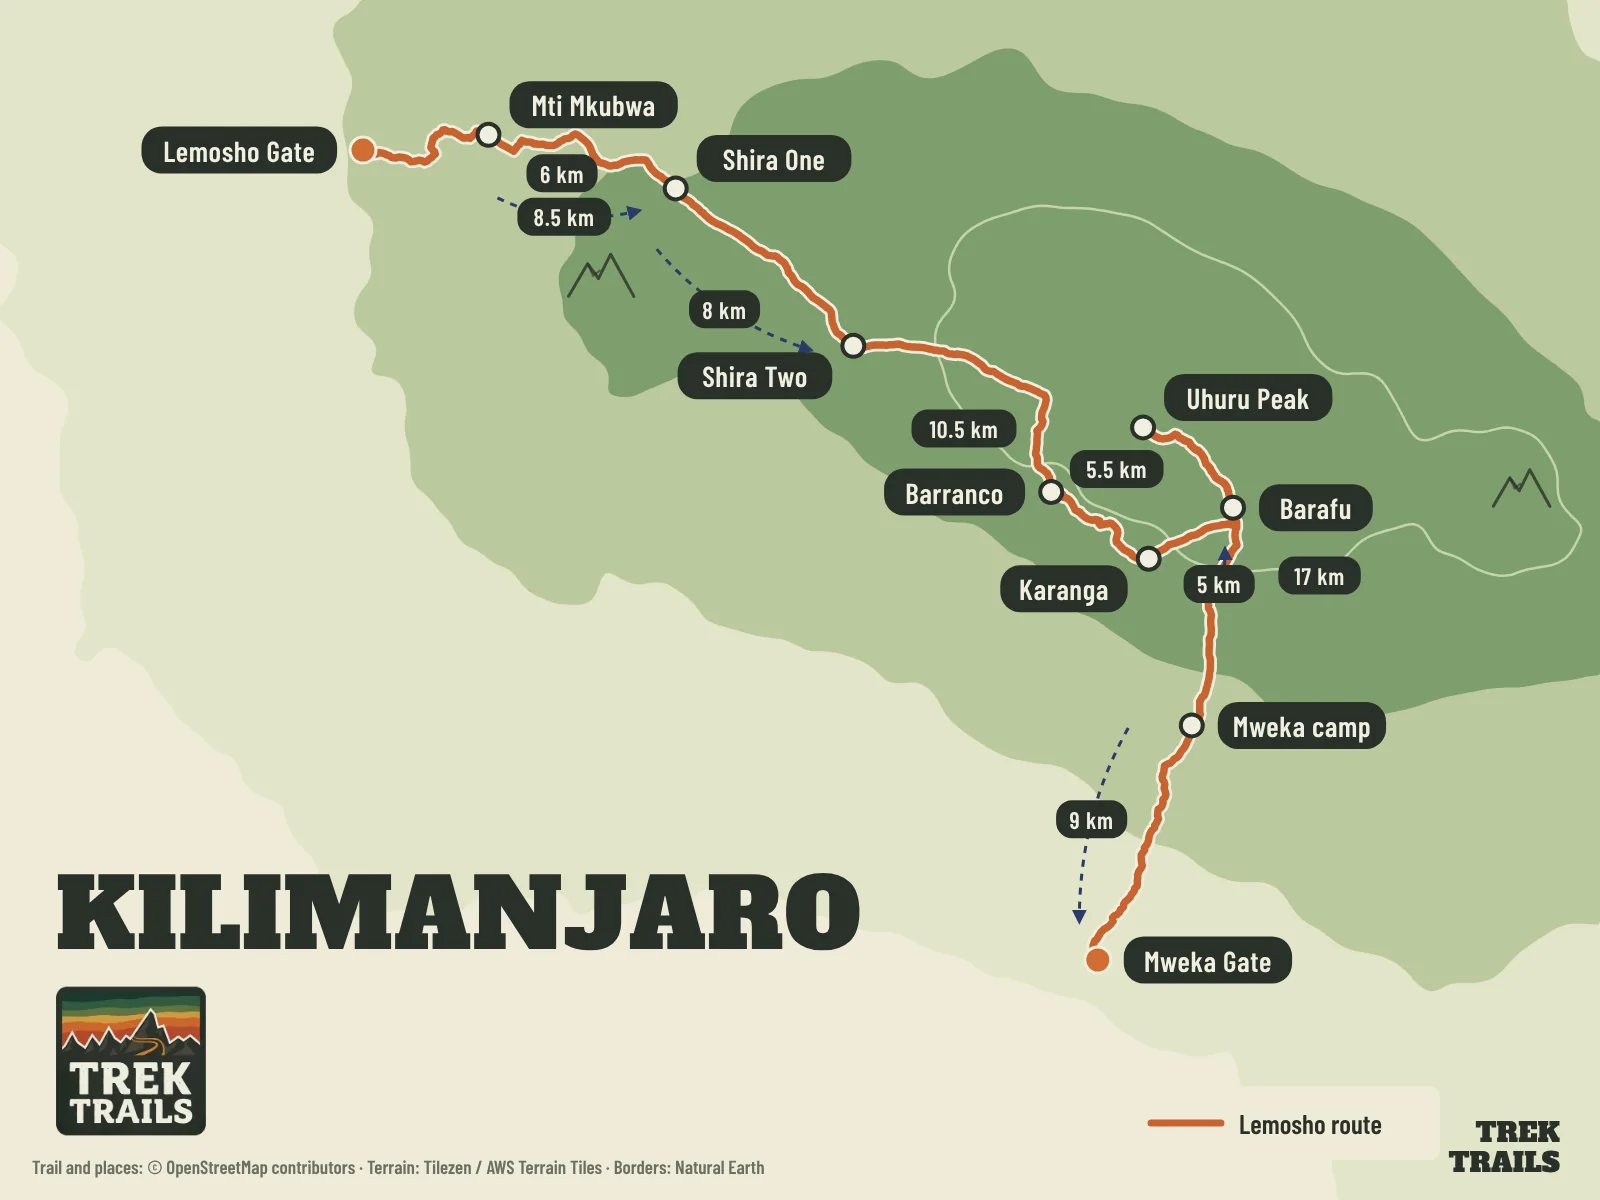 Mti Mkubwa
Lemosho Gate
Shira One
6 km
8.5 km
8 km
Shira Two
Uhuru Peak
10.5 km
5.5 km
Barranco
Barafu
Karanga
5 km
17 km
Mweka camp
9 km
KILIMANJARO
Mweka Gate
TREK
TRAILS
Lemosho route
TREK
TRAILS
Trail and places: © OpenStreetMap contributors · Terrain: Tilezen / AWS Terrain Tiles · Borders: Natural Earth